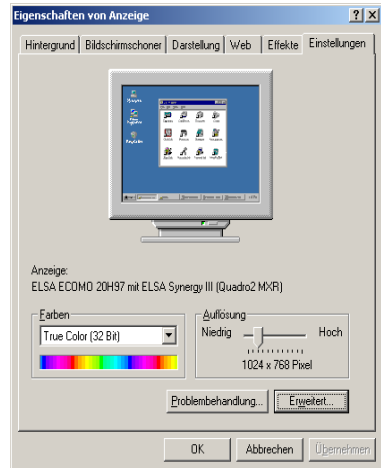 Eigenschaften von Anzeige
Hintergrund Bildschirmschoner Darstellung Web Effekte Einstellungen
Anzeige:
ELSA ECOMO 20H97 mit ELSA Synergy III (Quadro2 MXR)
Farben
True Color (32 Bit)
Auflösung
Niedrig Hoch
1024 x 768 Pixel
Problembehandlung... Erweitert...
OK Abbrechen Übernehmen